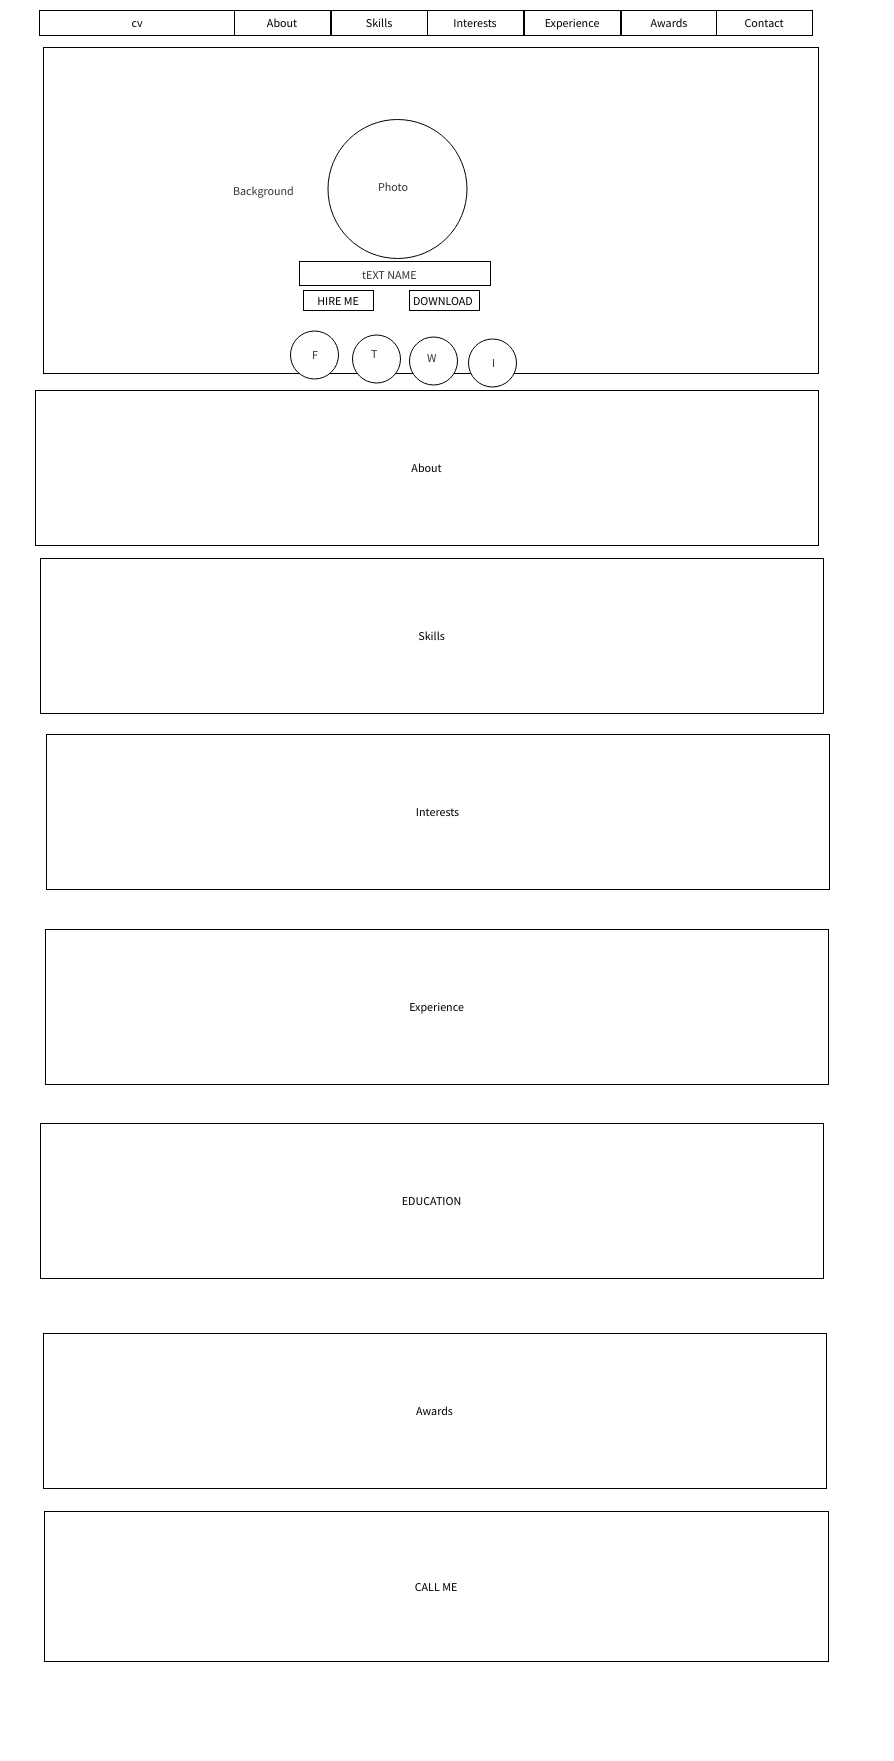 cv About Skills Interests Experience Awards Contact
Background
Photo
tEXT NAME
HIRE ME DOWNLOAD
F T W I
About
Skills
Interests
Experience
EDUCATION
Awards
CALL ME